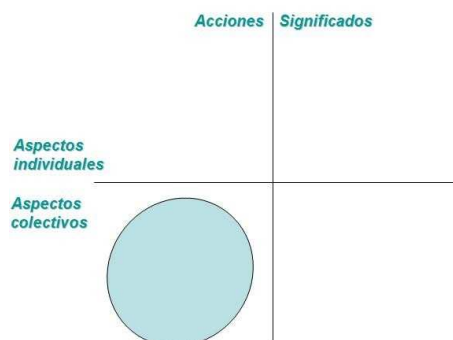 Acciones Significados
Aspectos
individuales
Aspectos
colectivos